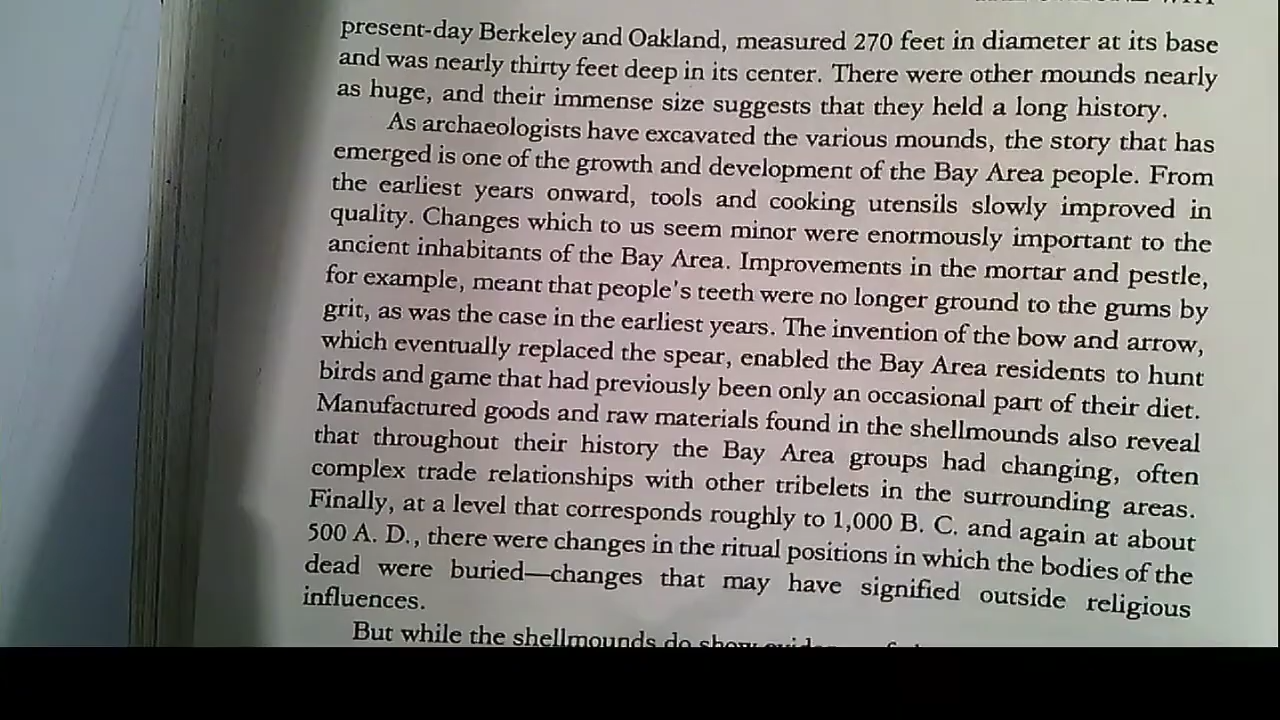 present-day Berkeley and Oakland, measured 270 feet in diameter at its base
and was nearly thirty feet deep in its center. There were other mounds nearly
as huge, and their immense size suggests that they held a long history.
As archaeologists have excavated the various mounds, the story that has
emerged is one of the growth and development of the Bay Area people. From
the earliest years onward, tools and cooking utensils slowly improved in
quality. Changes which to us seem minor were enormously important to the
ancient inhabitants of the Bay Area. Improvements in the mortar and pestle,
for example, meant that people's teeth were no longer ground to the gums by
grit, as was the case in the earliest years. The invention of the bow and arrow,
which eventually replaced the spear, enabled the Bay Area residents to hunt
birds and game that had previously been only an occasional part of their diet.
Manufactured goods and raw materials found in the shellmounds also reveal
that throughout their history the Bay Area groups had changing, often
complex trade relationships with other tribelets in the surrounding areas.
Finally, at a level that corresponds roughly to 1,000 B. C. and again at about
500 A. D., there were changes in the ritual positions in which the bodies of the
dead were buried—changes that may have signified outside religious
influences.
But while the shellmounds do show